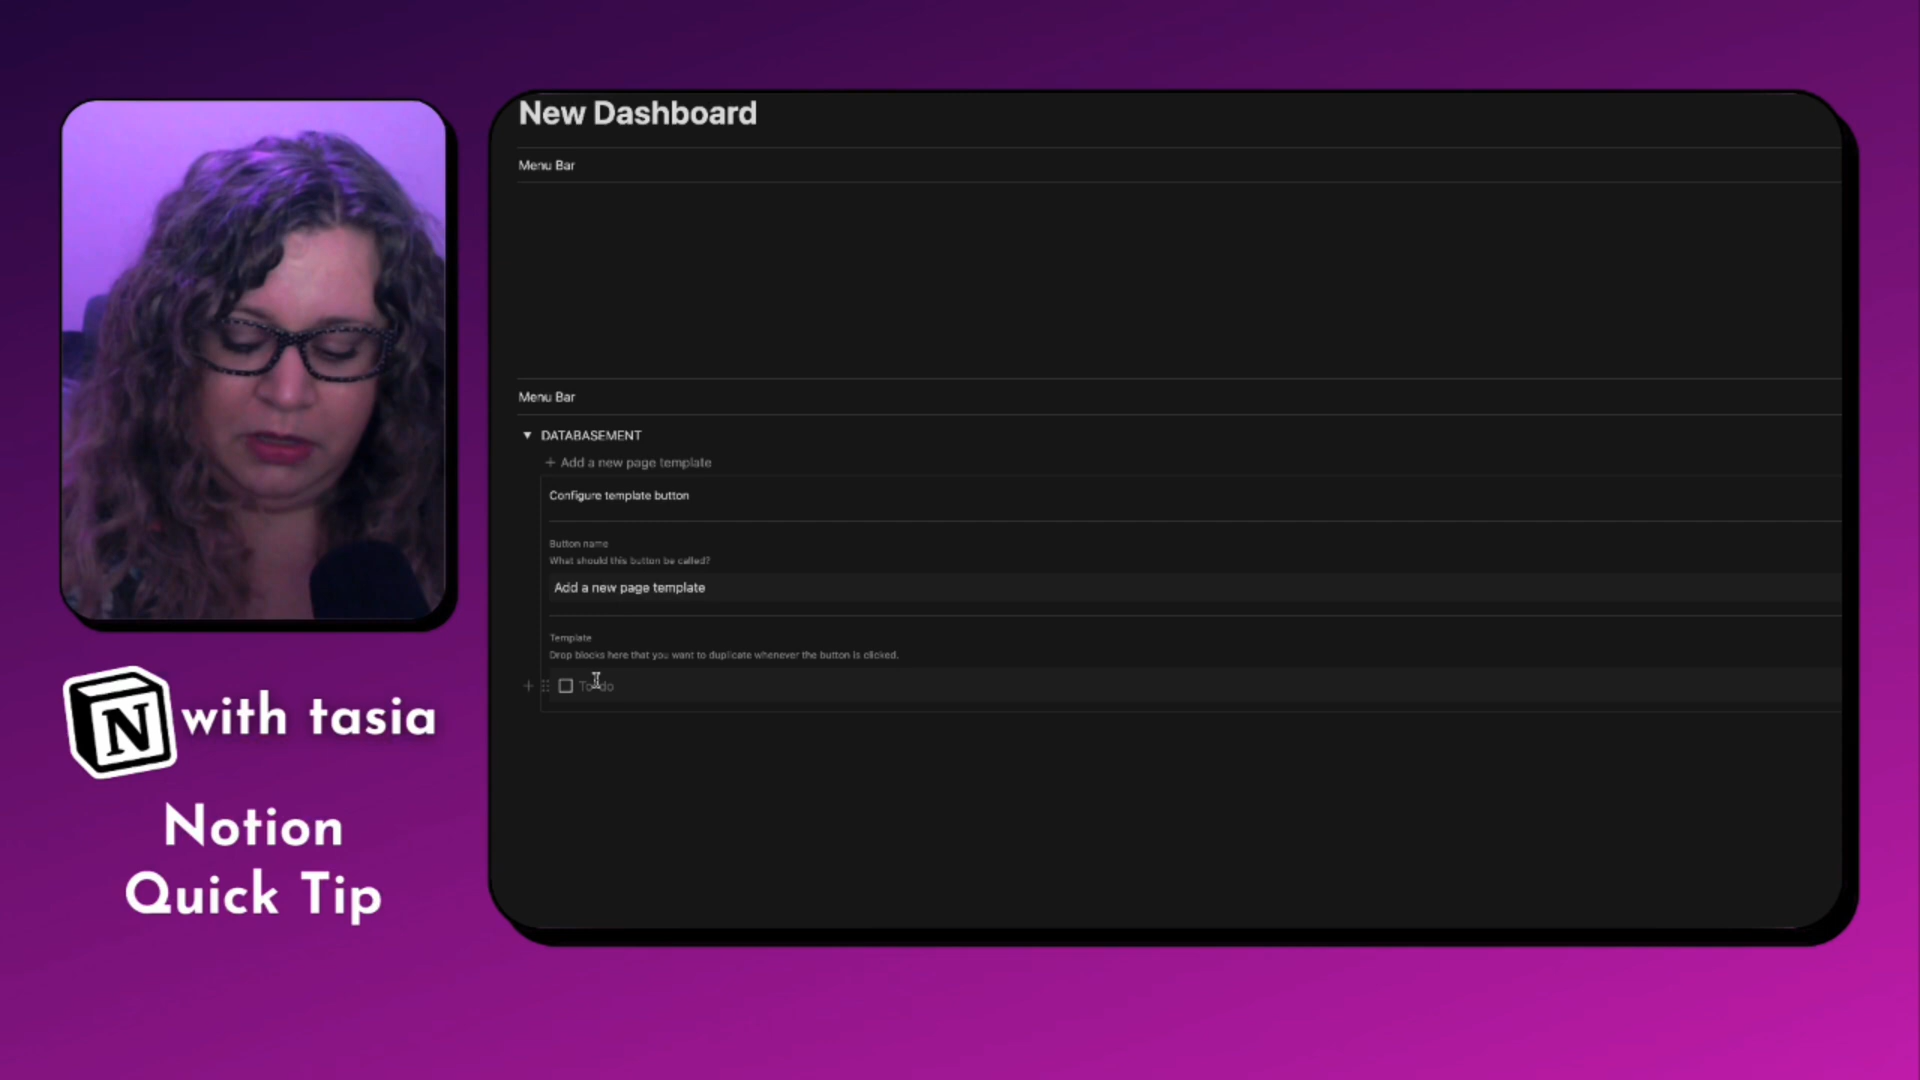 New Dashboard
Menu Bar
Menu Bar
▼ DATABASEMENT
+ Add a new page template
Configure template button
Button name
What should this button be called?
Add a new page template
Template
Drop blocks here that you want to duplicate whenever the button is clicked.
To-do
N with tasia
Notion
Quick Tip